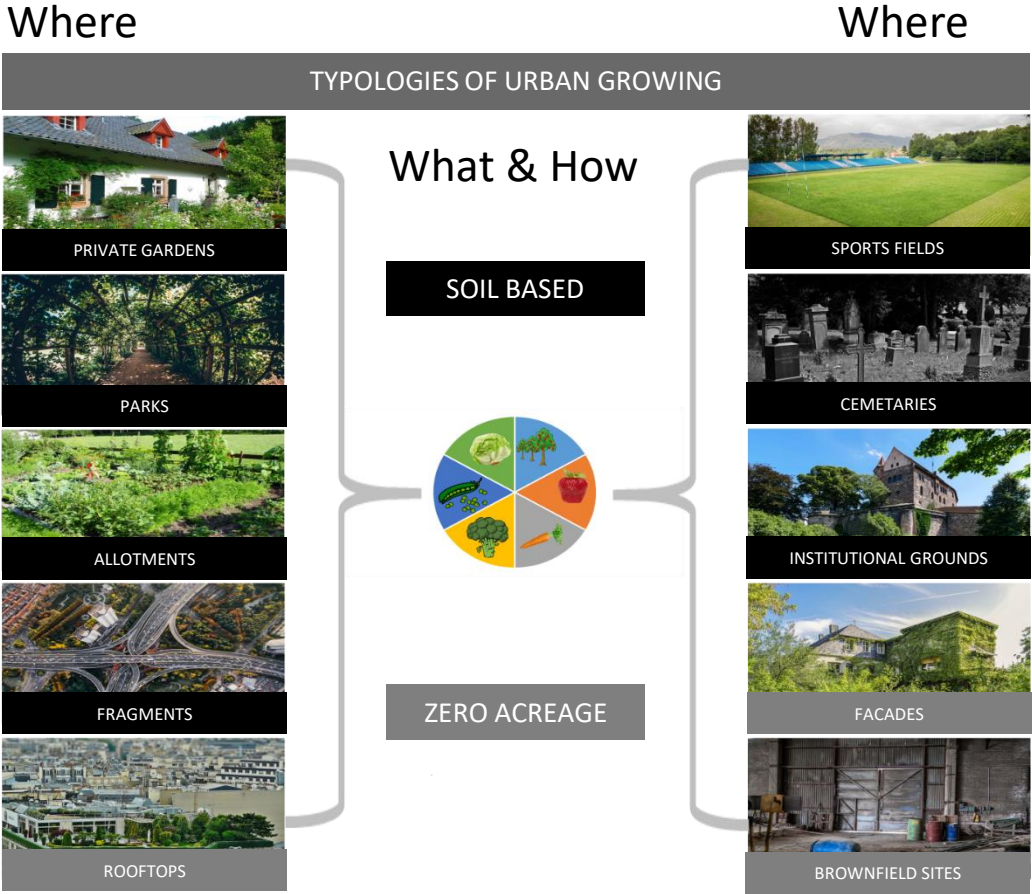 Where
Where
TYPOLOGIES OF URBAN GROWING
What & How
PRIVATE GARDENS
SPORTS FIELDS
SOIL BASED
PARKS
CEMETARIES
ALLOTMENTS
INSTITUTIONAL GROUNDS
FRAGMENTS
ZERO ACREAGE
FACADES
ROOFTOPS
BROWNFIELD SITES